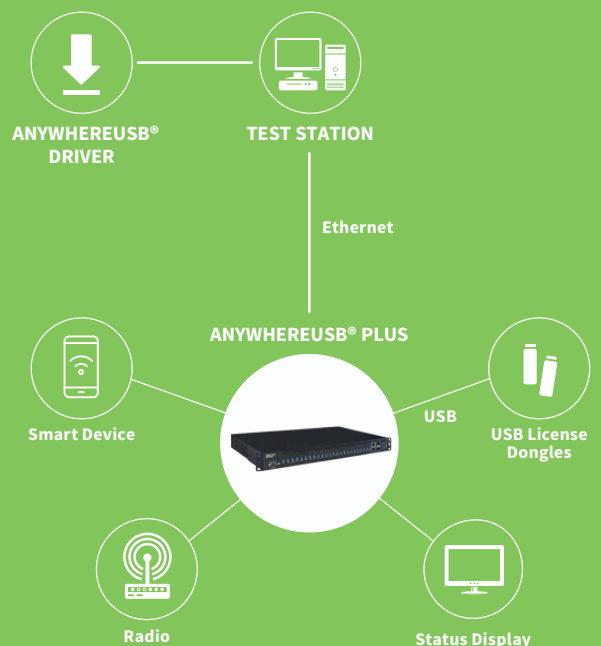 ANYWHEREUSB®
DRIVER
TEST STATION
Ethernet
ANYWHEREUSB® PLUS
Smart Device
USB
USB License
Dongles
Radio
Status Display